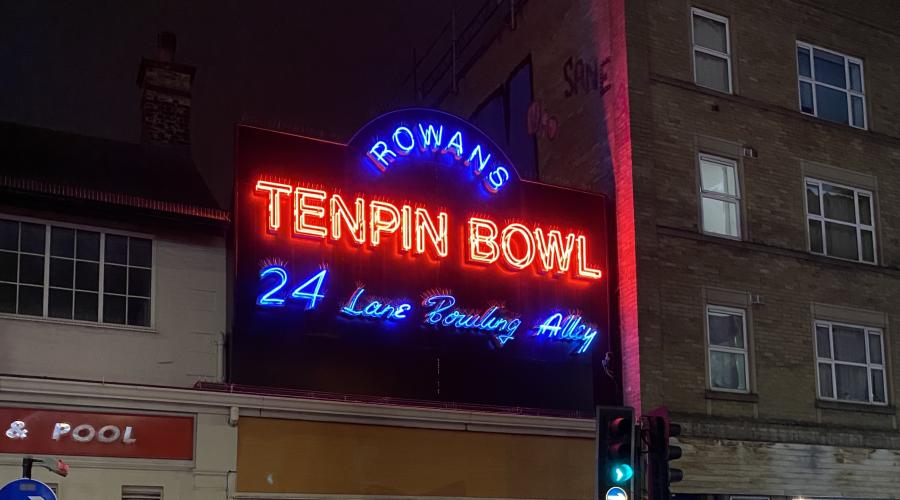 ROWANS
TENPIN BOWL
24 Lane Bowling Alley
SANE
& POOL